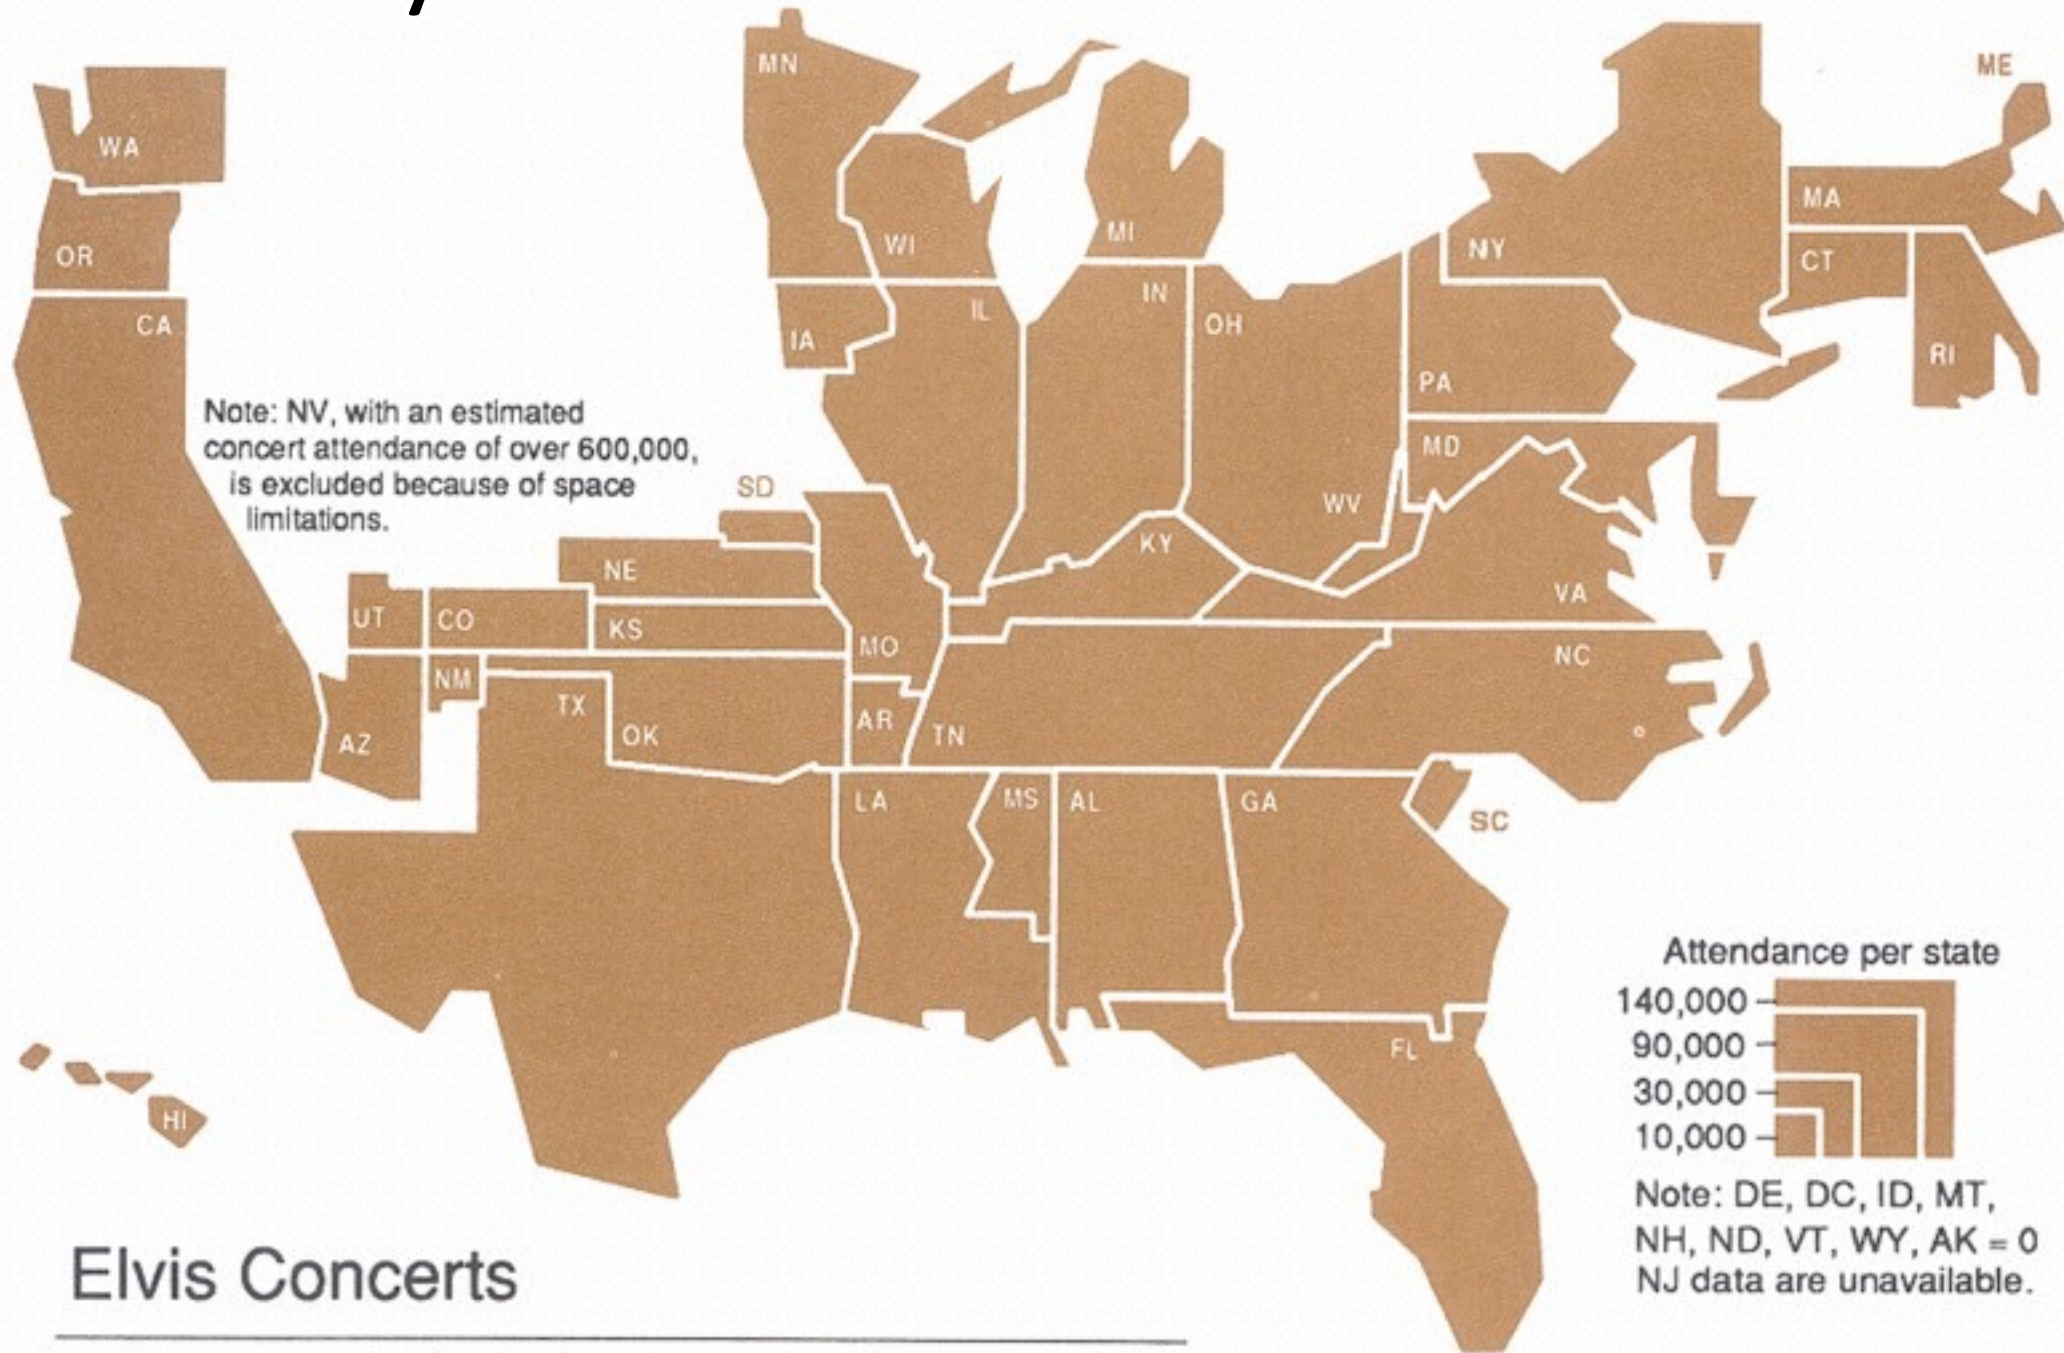 MN
ME
WA
MA
MI
WI
NY
OR
CT
IN
IL
CA
OH
IA
RI
PA
Note: NV, with an estimated
concert attendance of over 600,000,
is excluded because of space
limitations.
MD
SD
WV
KY
NE
VA
UT
CO
KS
MO
NC
NM
TX
AR
OK
TN
AZ
LA
MS
AL
GA
SC
Attendance per state
140,000
90,000
30,000
10,000
FL
HI
Note: DE, DC, ID, MT,
NH, ND, VT, WY, AK = 0
NJ data are unavailable.
Elvis Concerts